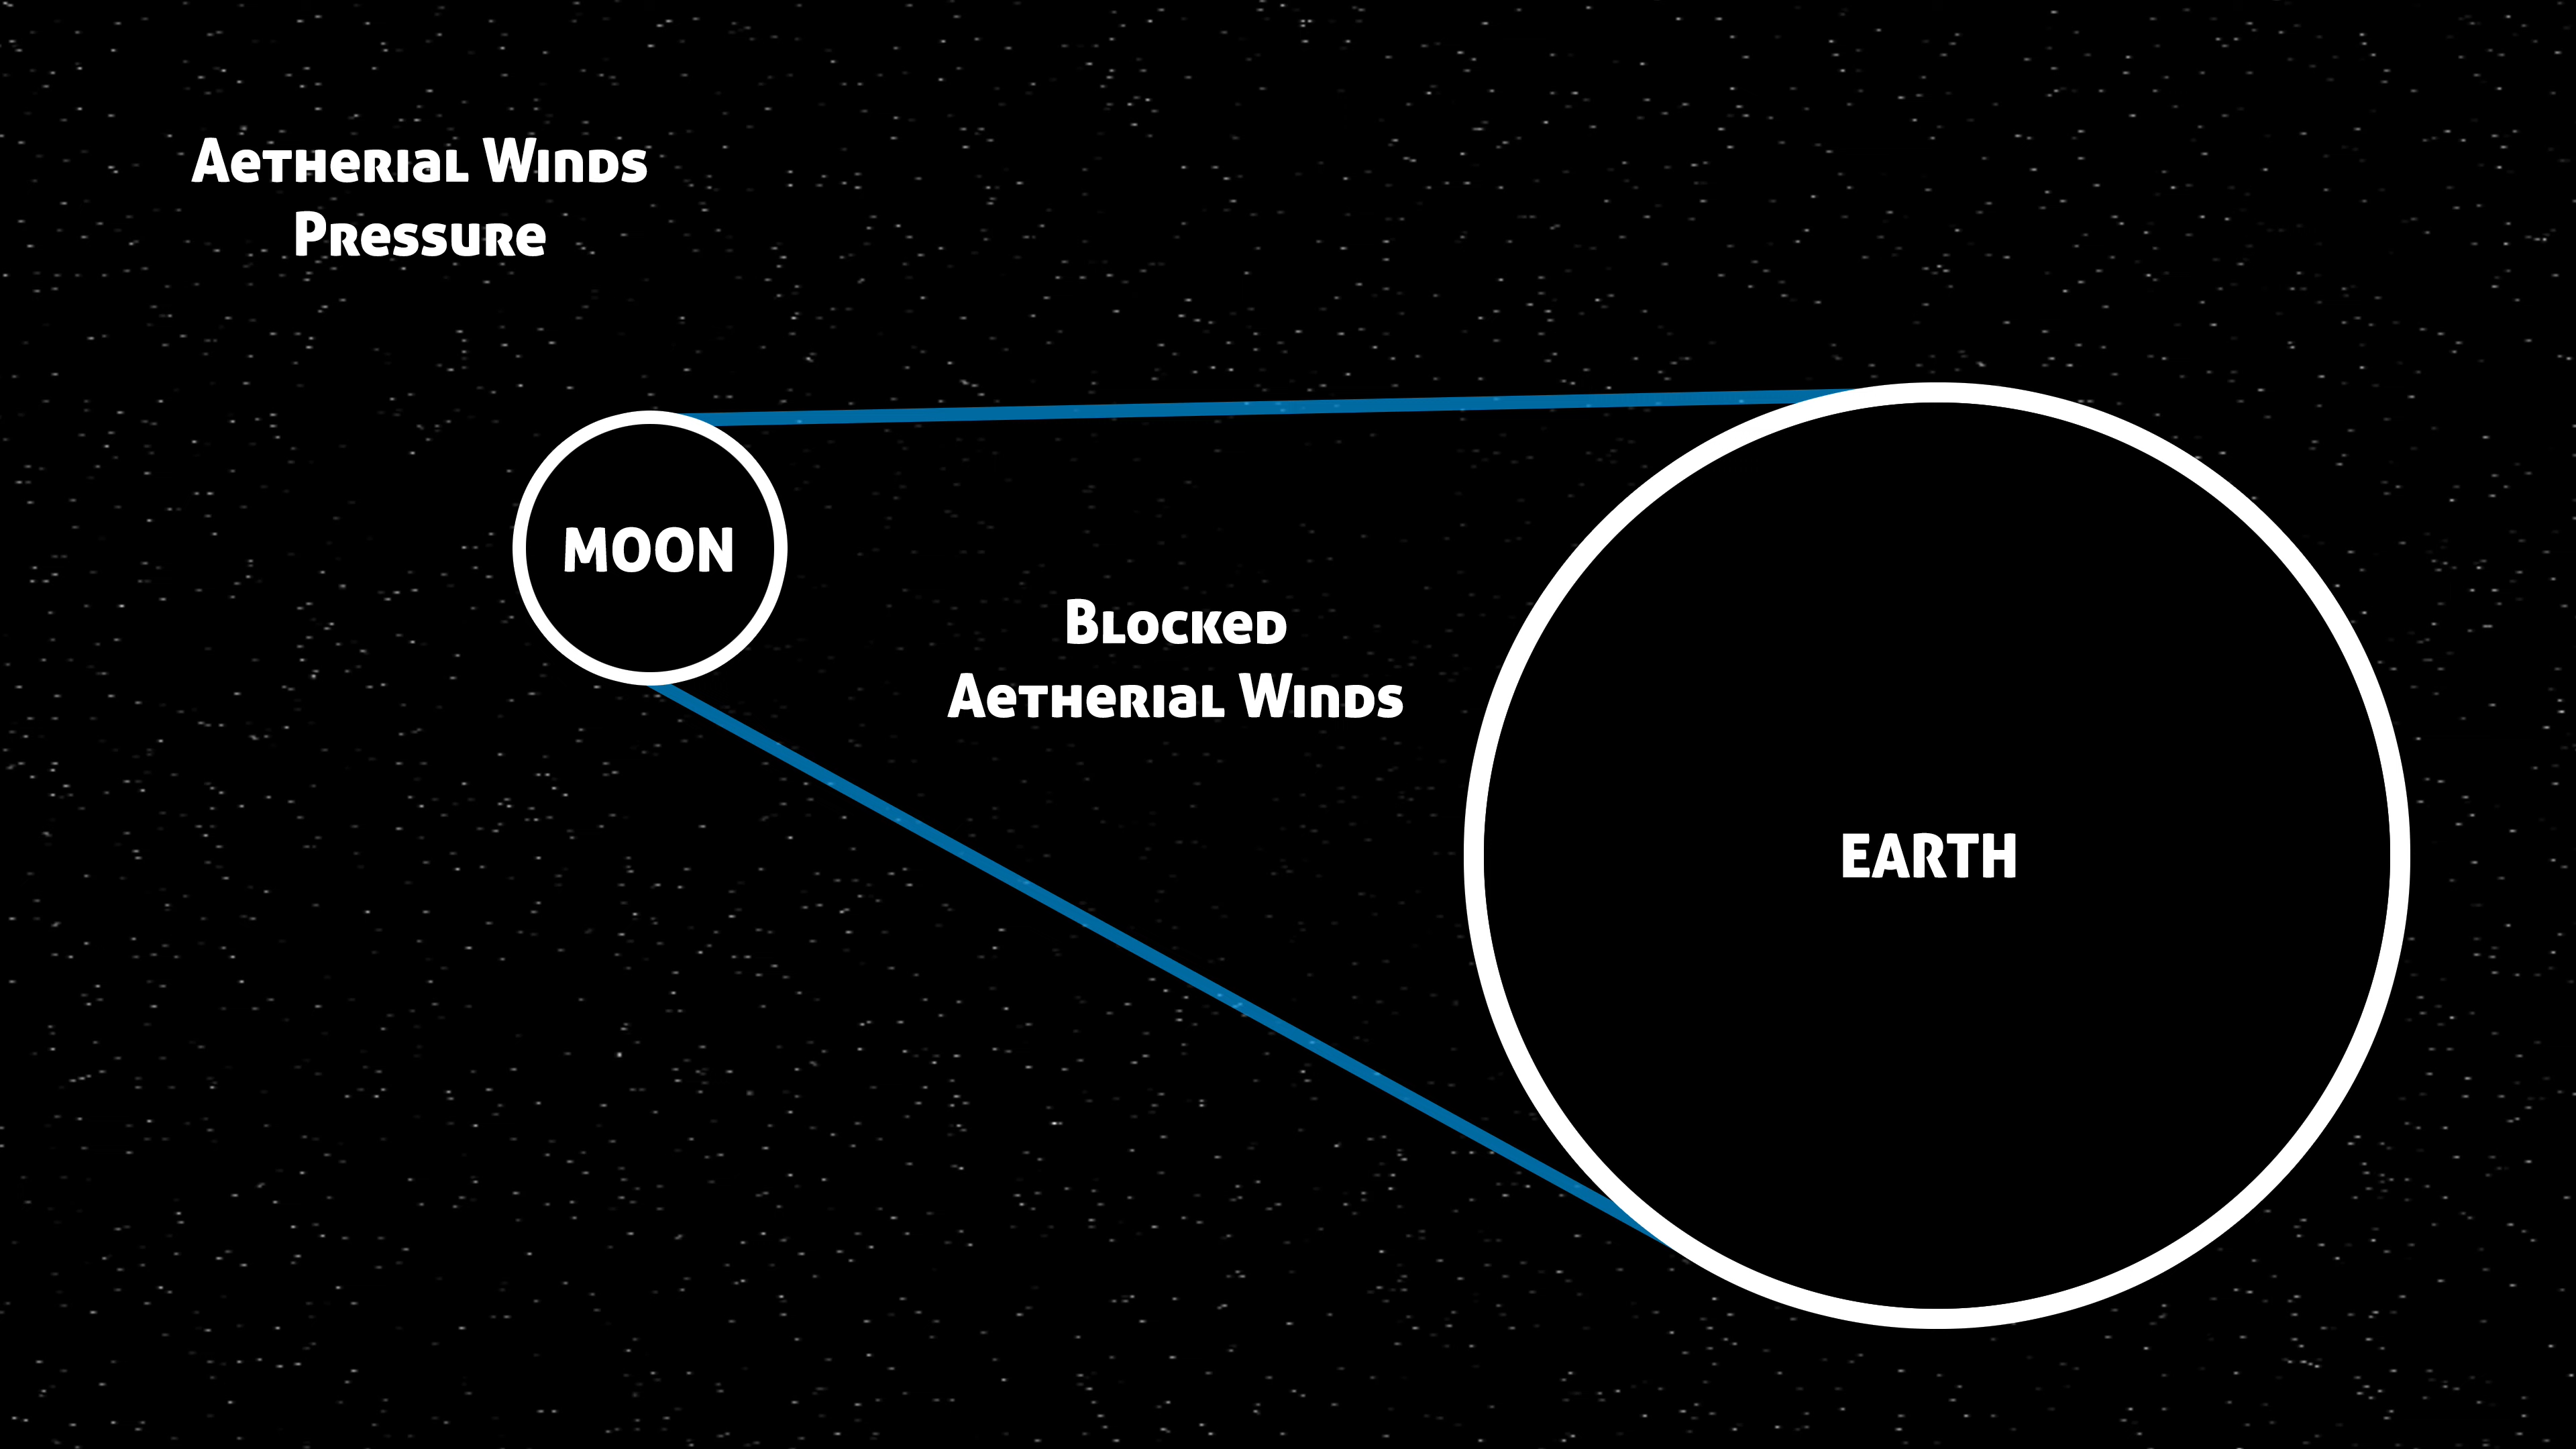 Aetherial Winds
Pressure
MOON
Blocked
Aetherial Winds
EARTH